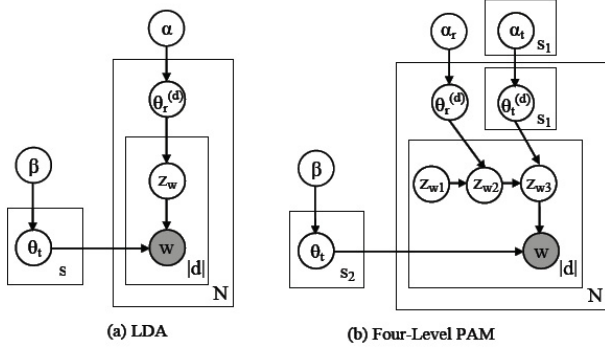 α
θr(d)
β
zw
θt
w
s
|d|
N
(a) LDA
αr
αt
s1
θr(d)
θt(d)
s1
β
zw1
zw2
zw3
θt
w
s2
|d|
N
(b) Four-Level PAM